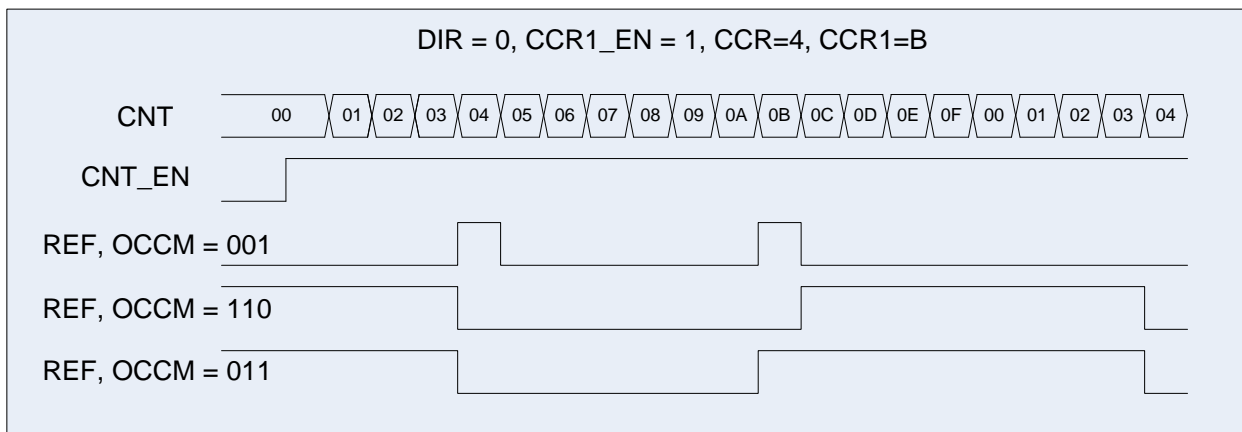 DIR = 0, CCR1_EN = 1, CCR=4, CCR1=B
CNT 00 01 02 03 04 05 06 07 08 09 0A 0B 0C 0D 0E 0F 00 01 02 03 04
CNT_EN
REF, OCCM = 001
REF, OCCM = 110
REF, OCCM = 011